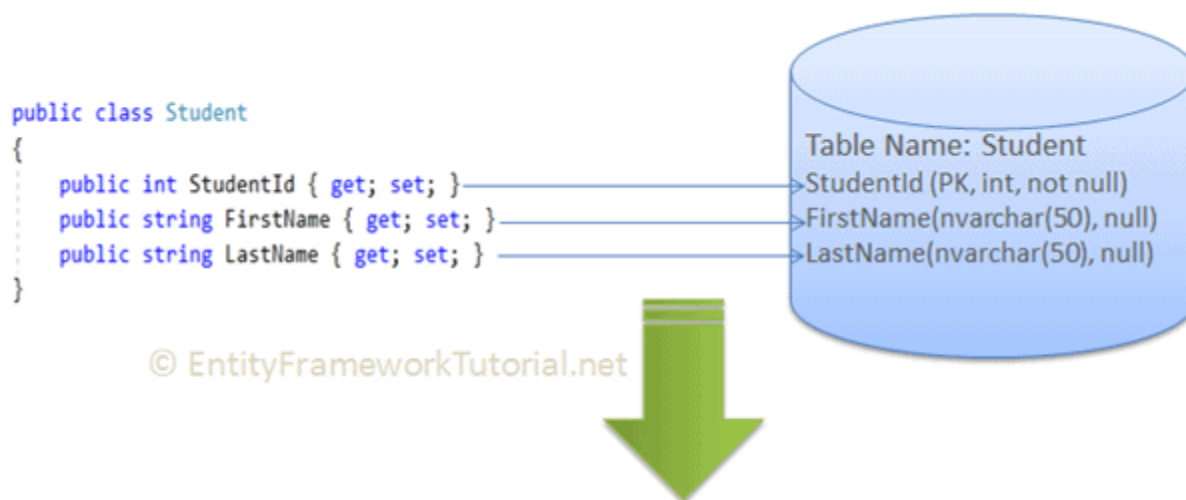 public class Student
{
public int StudentId { get; set; }
public string FirstName { get; set; }
public string LastName { get; set; }
}
Table Name: Student
StudentId (PK, int, not null)
FirstName(nvarchar(50), null)
LastName(nvarchar(50), null)
© EntityFrameworkTutorial.net